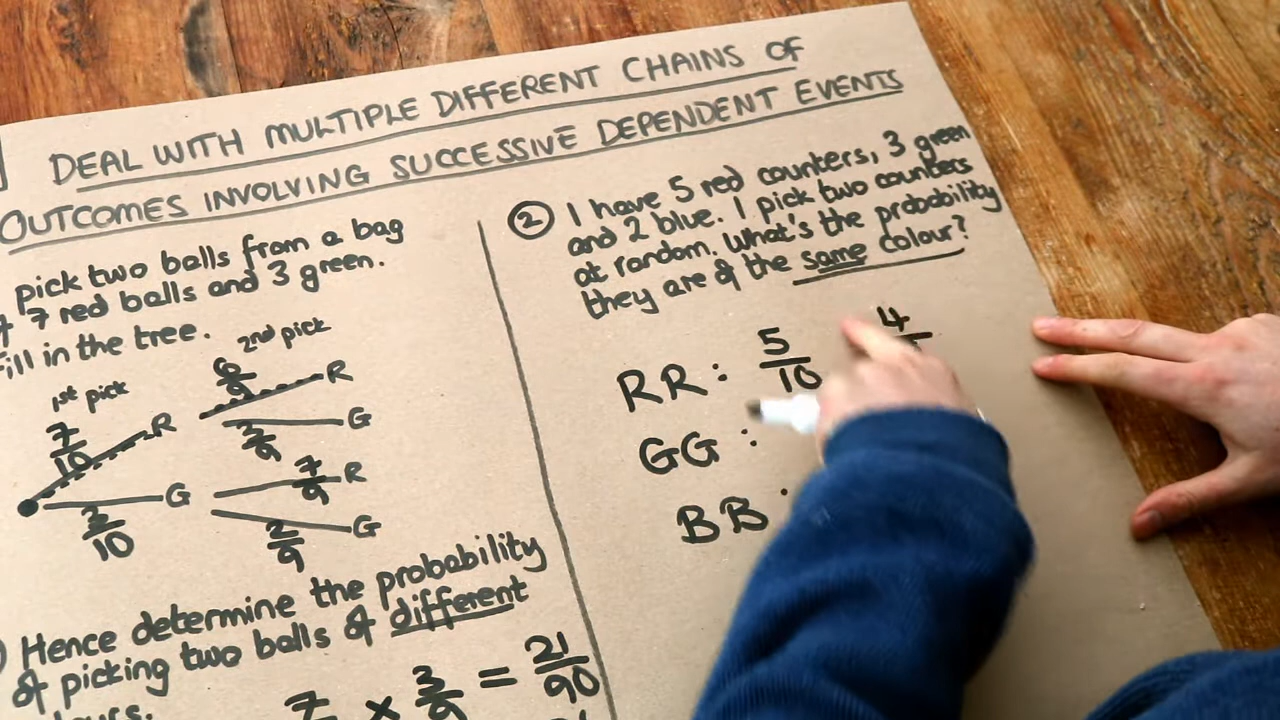 DEAL WITH MULTIPLE DIFFERENT CHAINS OF
OUTCOMES INVOLVING SUCCESSIVE DEPENDENT EVENTS
pick two balls from a bag
7 red balls and 3 green.
ill in the tree.
1st pick
2nd pick
7/10
R
6/9
R
3/9
G
3/10
G
7/9
R
2/9
G
Hence determine the probability
of picking two balls of different
7 × 3/9 = 21/90
② I have 5 red counters, 3 green
and 2 blue. I pick two counters
at random. What's the probability
they are of the same colour?
RR: 5/10 4
GG:
BB